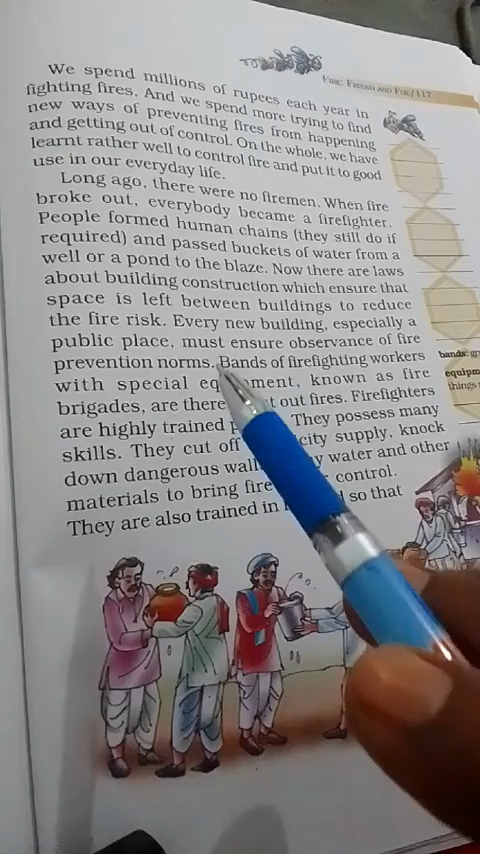 FIRE: FRIEND AND FOE/117
We spend millions of rupees each year in
fighting fires. And we spend more trying to find
new ways of preventing fires from happening
and getting out of control. On the whole, we have
learnt rather well to control fire and put it to good
use in our everyday life.
Long ago, there were no firemen. When fire
broke out, everybody became a firefighter.
People formed human chains (they still do if
required) and passed buckets of water from a
well or a pond to the blaze. Now there are laws
about building construction which ensure that
space is left between buildings to reduce
the fire risk. Every new building, especially a
public place, must ensure observance of fire
prevention norms. Bands of firefighting workers
with special eq ment, known as fire
brigades, are there t out fires. Firefighters
are highly trained They possess many
skills. They cut off city supply, knock
down dangerous wall y water and other
materials to bring fire control.
They are also trained in so that
bands: gr
equipm
things